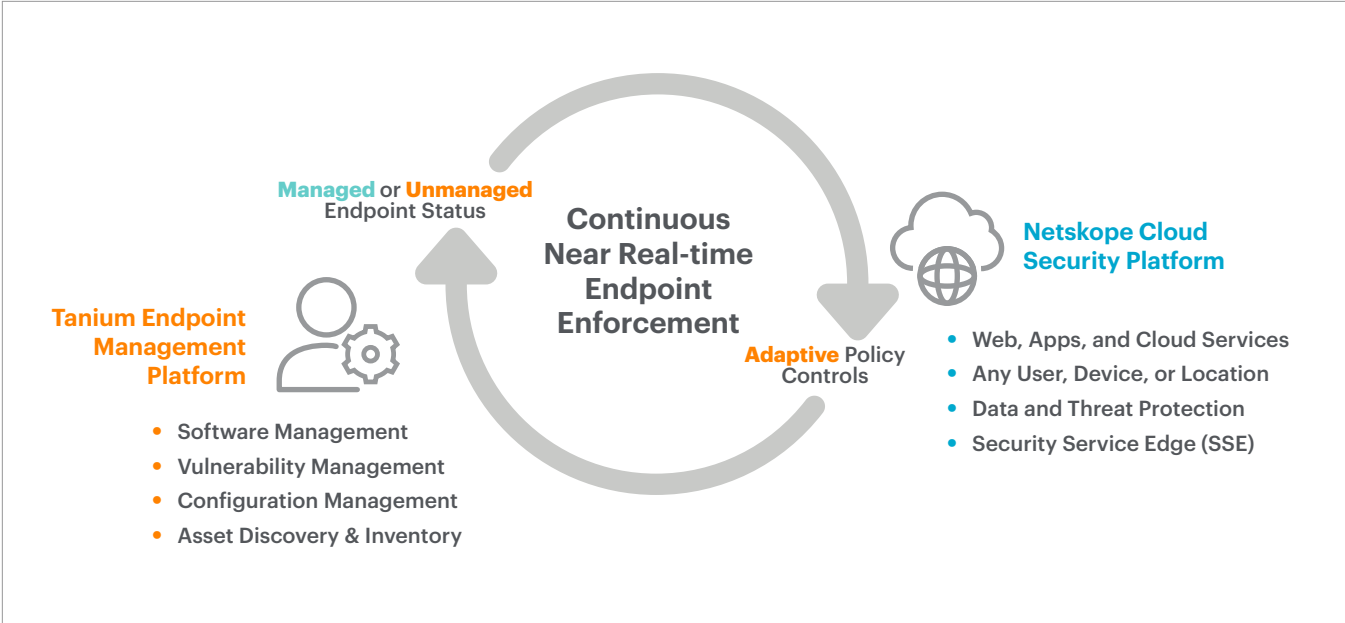 Managed or Unmanaged
Endpoint Status
Continuous
Near Real-time
Endpoint
Enforcement
Adaptive Policy
Controls
Tanium Endpoint
Management
Platform
• Software Management
• Vulnerability Management
• Configuration Management
• Asset Discovery & Inventory
Netskope Cloud
Security Platform
• Web, Apps, and Cloud Services
• Any User, Device, or Location
• Data and Threat Protection
• Security Service Edge (SSE)